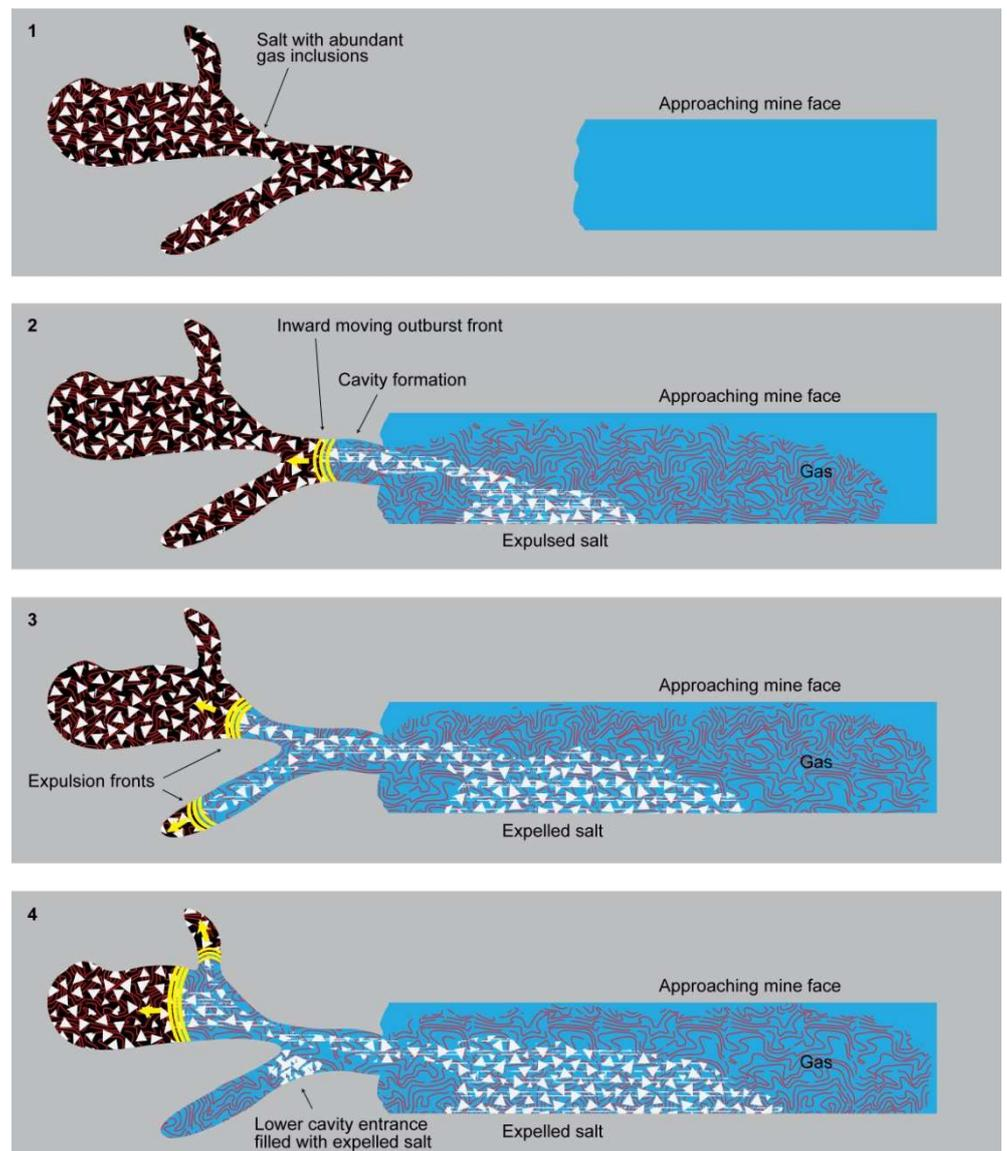 1
Salt with abundant
gas inclusions
Approaching mine face
2
Inward moving outburst front
Cavity formation
Approaching mine face
Gas
Expulsed salt
3
Approaching mine face
Gas
Expulsion fronts
Expelled salt
4
Approaching mine face
Gas
Lower cavity entrance
filled with expelled salt
Expelled salt